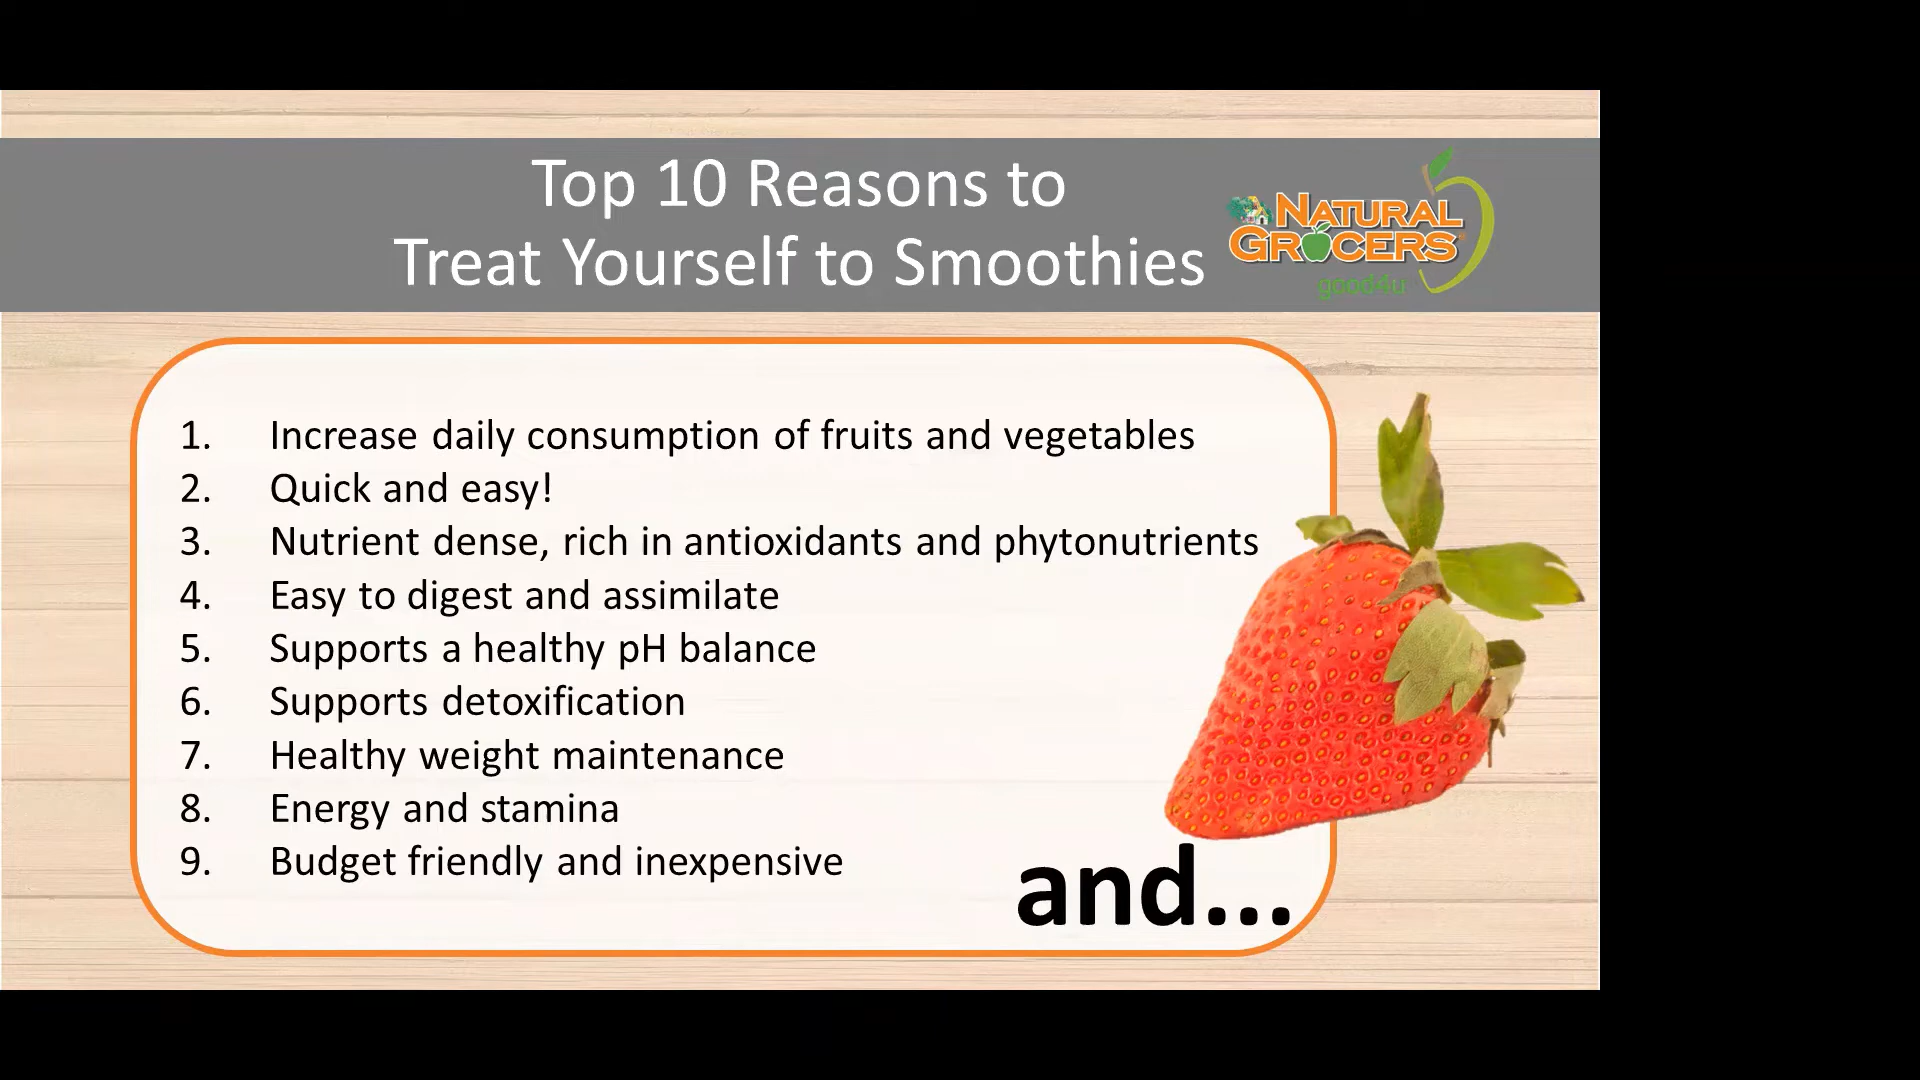 Top 10 Reasons to
Treat Yourself to Smoothies
NATURAL
GROCERS
good4u
1. Increase daily consumption of fruits and vegetables
2. Quick and easy!
3. Nutrient dense, rich in antioxidants and phytonutrients
4. Easy to digest and assimilate
5. Supports a healthy pH balance
6. Supports detoxification
7. Healthy weight maintenance
8. Energy and stamina
9. Budget friendly and inexpensive
and...